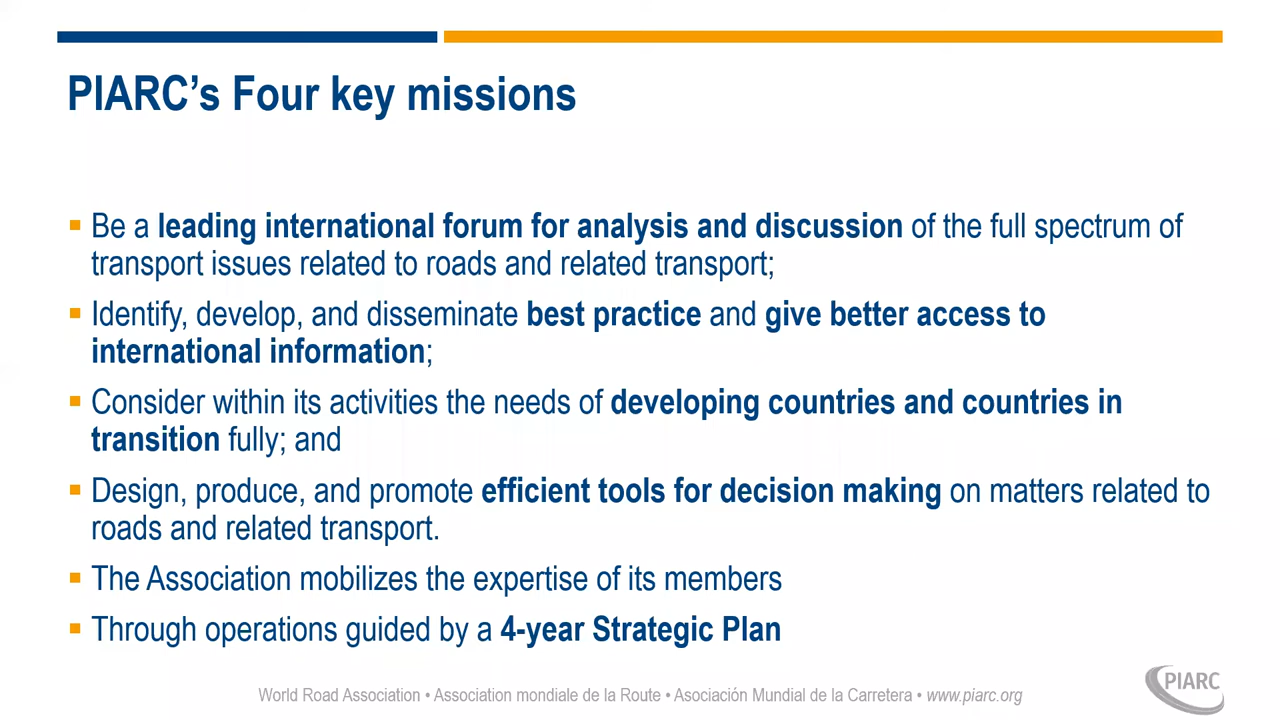 PIARC’s Four key missions
Be a leading international forum for analysis and discussion of the full spectrum of
transport issues related to roads and related transport;
Identify, develop, and disseminate best practice and give better access to
international information;
Consider within its activities the needs of developing countries and countries in
transition fully; and
Design, produce, and promote efficient tools for decision making on matters related to
roads and related transport.
The Association mobilizes the expertise of its members
Through operations guided by a 4-year Strategic Plan
World Road Association • Association mondiale de la Route • Asociación Mundial de la Carretera • www.piarc.org
PIARC